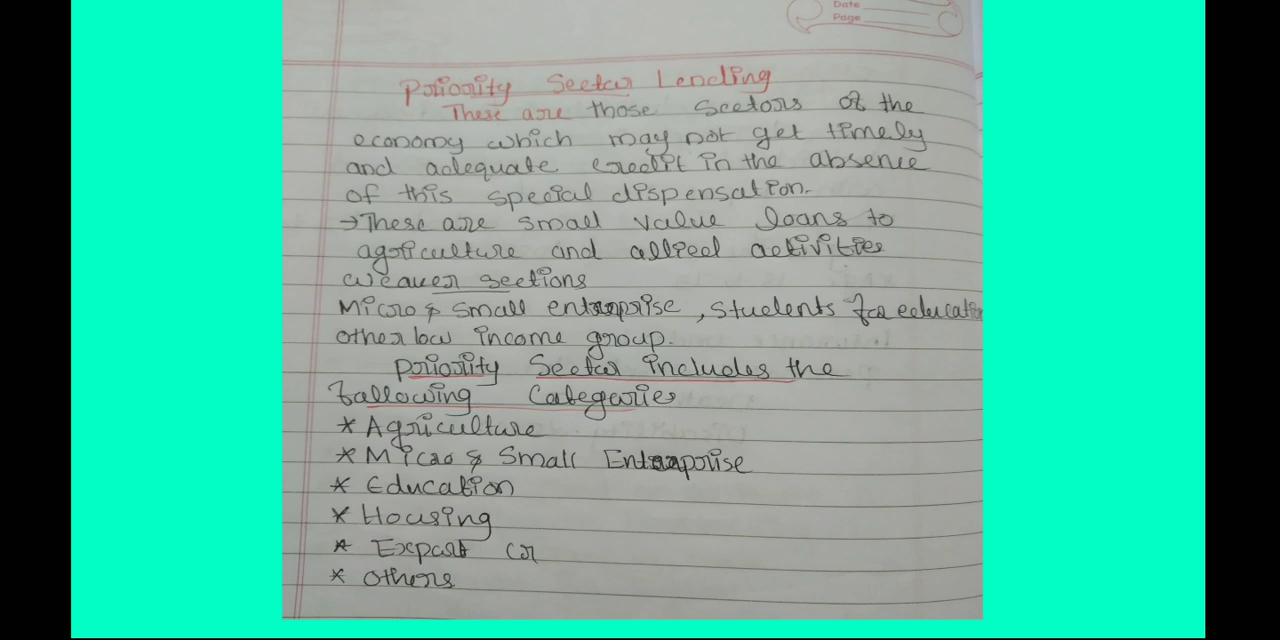 Date
Page
Priority Sector Lending
These are those Sectors of the
economy which may not get timely
and adequate credit in the absence
of this special dispensation.
→These are small value loans to
agriculture and allied activities
weaker sections
Micro & Small enterprise, students for educatin
other low income group.
Priority Sector includes the
fallowing Categories
* Agriculture
* Micro & Small Enterprise
* Education
* Housing
* Export Cr
* Others